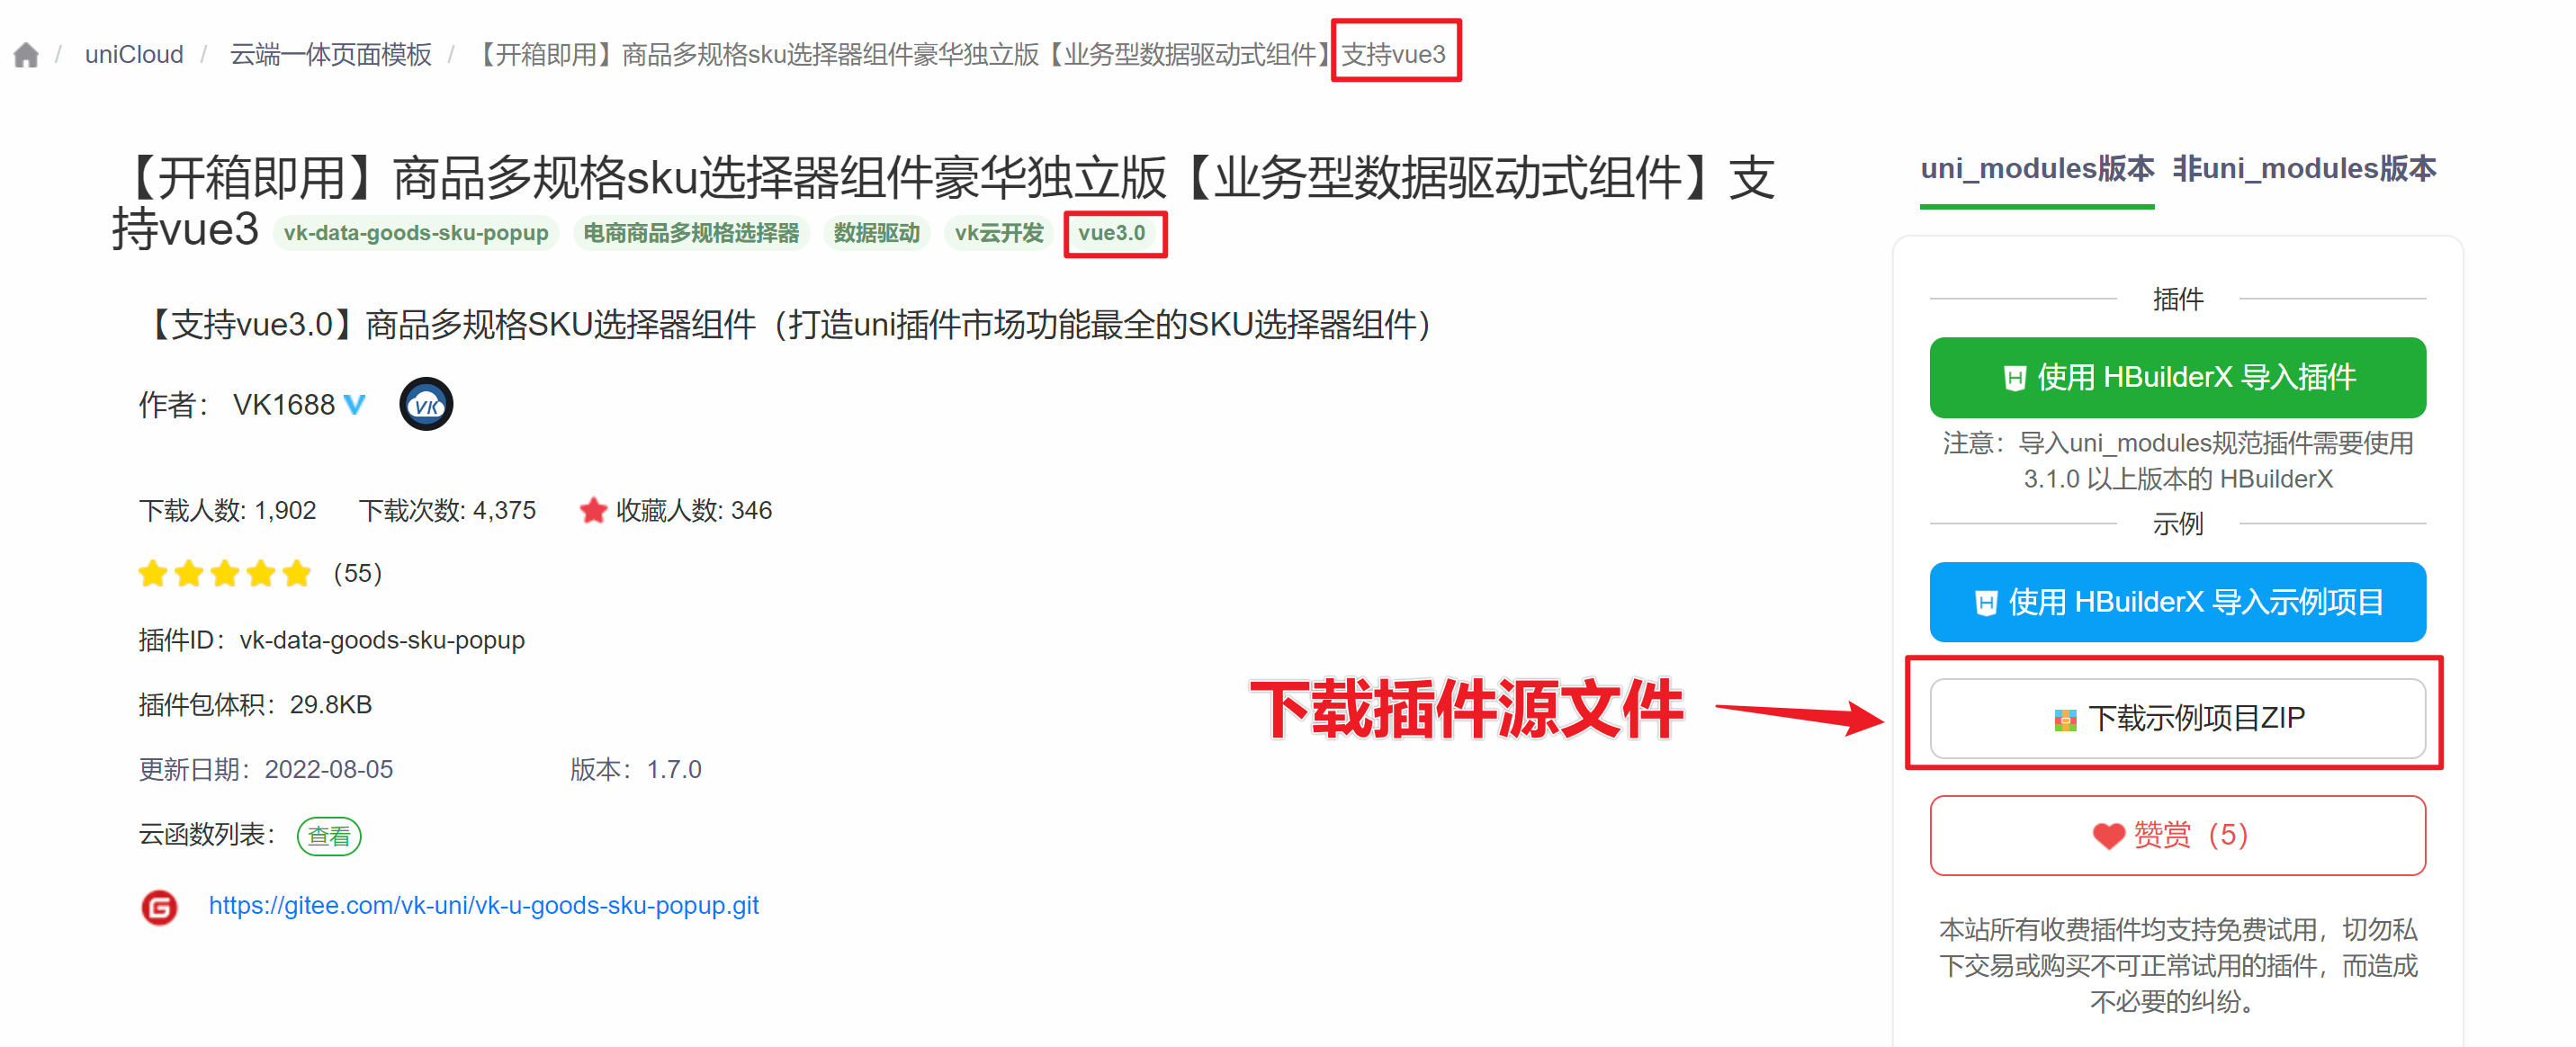 / uniCloud / 云端一体页面模板 / 【开箱即用】商品多规格sku选择器组件豪华独立版【业务型数据驱动式组件】支持vue3
【开箱即用】商品多规格sku选择器组件豪华独立版【业务型数据驱动式组件】支
持vue3 vk-data-goods-sku-popup 电商商品多规格选择器 数据驱动 vk云开发 vue3.0
【支持vue3.0】商品多规格SKU选择器组件（打造uni插件市场功能最全的SKU选择器组件）
作者： VK1688 V VK
下载人数: 1,902 下载次数: 4,375 收藏人数: 346
（55）
插件ID：vk-data-goods-sku-popup
插件包体积：29.8KB
更新日期：2022-08-05 版本：1.7.0
云函数列表： 查看
G https://gitee.com/vk-uni/vk-u-goods-sku-popup.git
下载插件源文件
uni_modules版本 非uni_modules版本
插件
H 使用 HBuilderX 导入插件
注意：导入uni_modules规范插件需要使用
3.1.0 以上版本的 HBuilderX
示例
H 使用 HBuilderX 导入示例项目
下载示例项目ZIP
赞赏（5）
本站所有收费插件均支持免费试用，切勿私
下交易或购买不可正常试用的插件，而造成
不必要的纠纷。